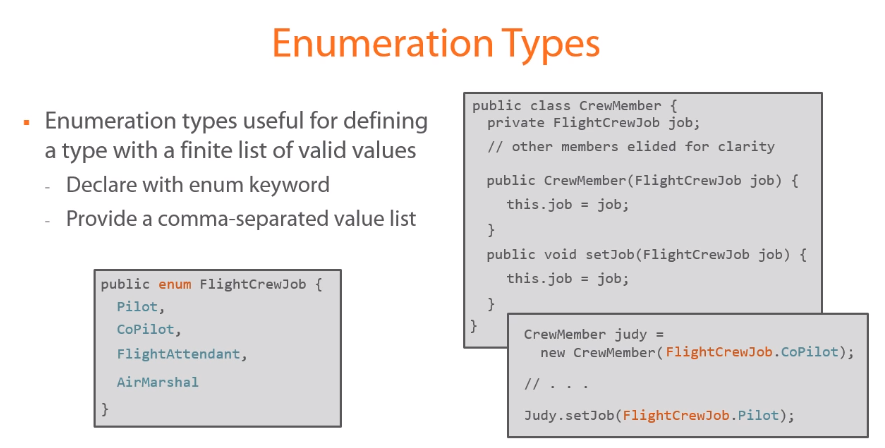 Enumeration Types
▪ Enumeration types useful for defining
a type with a finite list of valid values
- Declare with enum keyword
- Provide a comma-separated value list
public enum FlightCrewJob {
Pilot,
CoPilot,
FlightAttendant,
AirMarshal
}
public class CrewMember {
private FlightCrewJob job;
// other members elided for clarity
public CrewMember(FlightCrewJob job) {
this.job = job;
}
public void setJob(FlightCrewJob job) {
this.job = job;
}
}
CrewMember judy =
new CrewMember(FlightCrewJob.CoPilot);
// . . .
Judy.setJob(FlightCrewJob.Pilot);